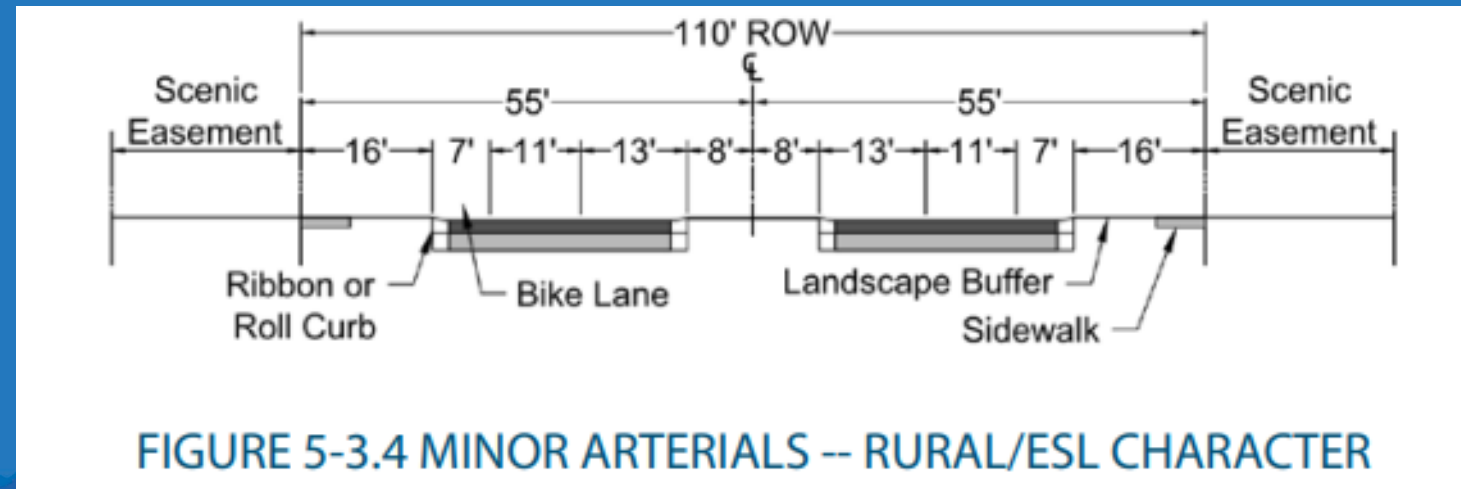 110' ROW
℄
Scenic
Easement
55'
55'
Scenic
Easement
16'
7'
11'
13'
8'
8'
13'
11'
7'
16'
Ribbon or
Roll Curb
Bike Lane
Landscape Buffer
Sidewalk
FIGURE 5-3.4 MINOR ARTERIALS -- RURAL/ESL CHARACTER